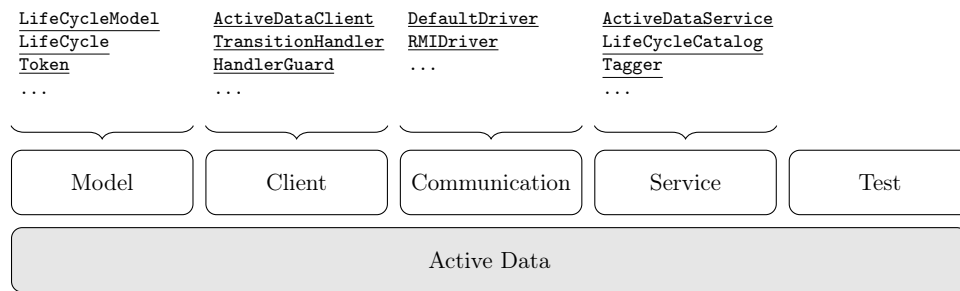 LifeCycleModel
LifeCycle
Token
...
ActiveDataClient
TransitionHandler
HandlerGuard
...
DefaultDriver
RMIDriver
...
ActiveDataService
LifeCycleCatalog
Tagger
...
Model
Client
Communication
Service
Test
Active Data